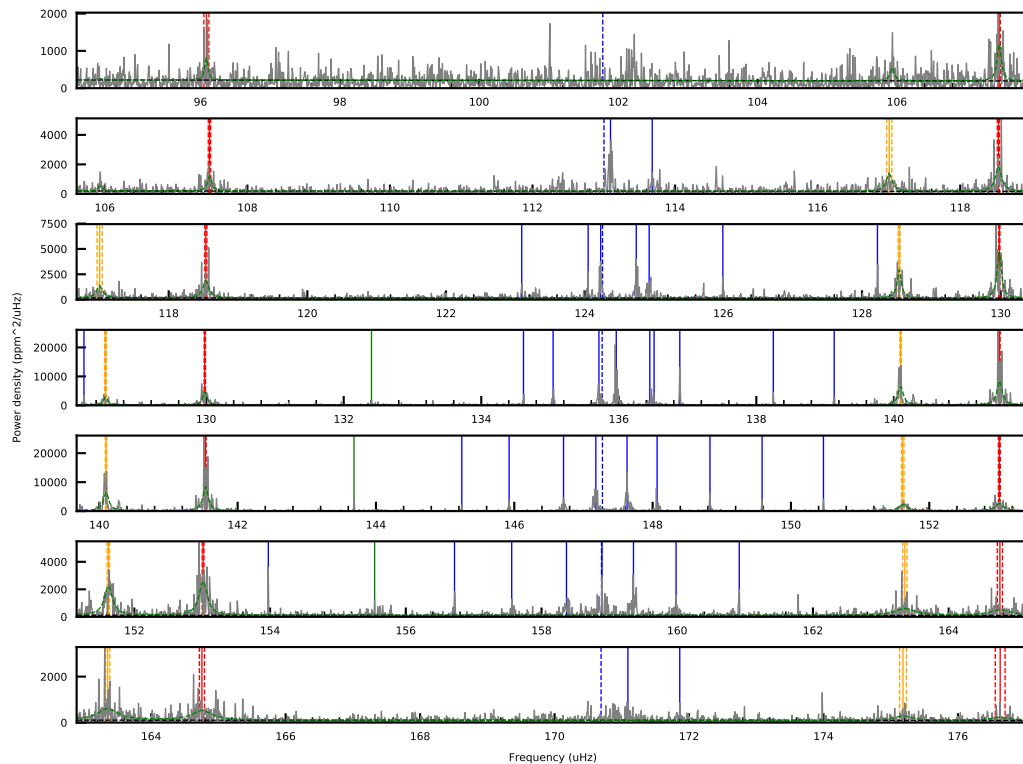 2000
1000
0
96 98 100 102 104 106
4000
2000
0
106 108 110 112 114 116 118
7500
5000
2500
0
118 120 122 124 126 128 130
20000
10000
0
130 132 134 136 138 140
20000
10000
0
140 142 144 146 148 150 152
4000
2000
0
152 154 156 158 160 162 164
2000
0
164 166 168 170 172 174 176
Power density (ppm^2/uHz)
Frequency (uHz)